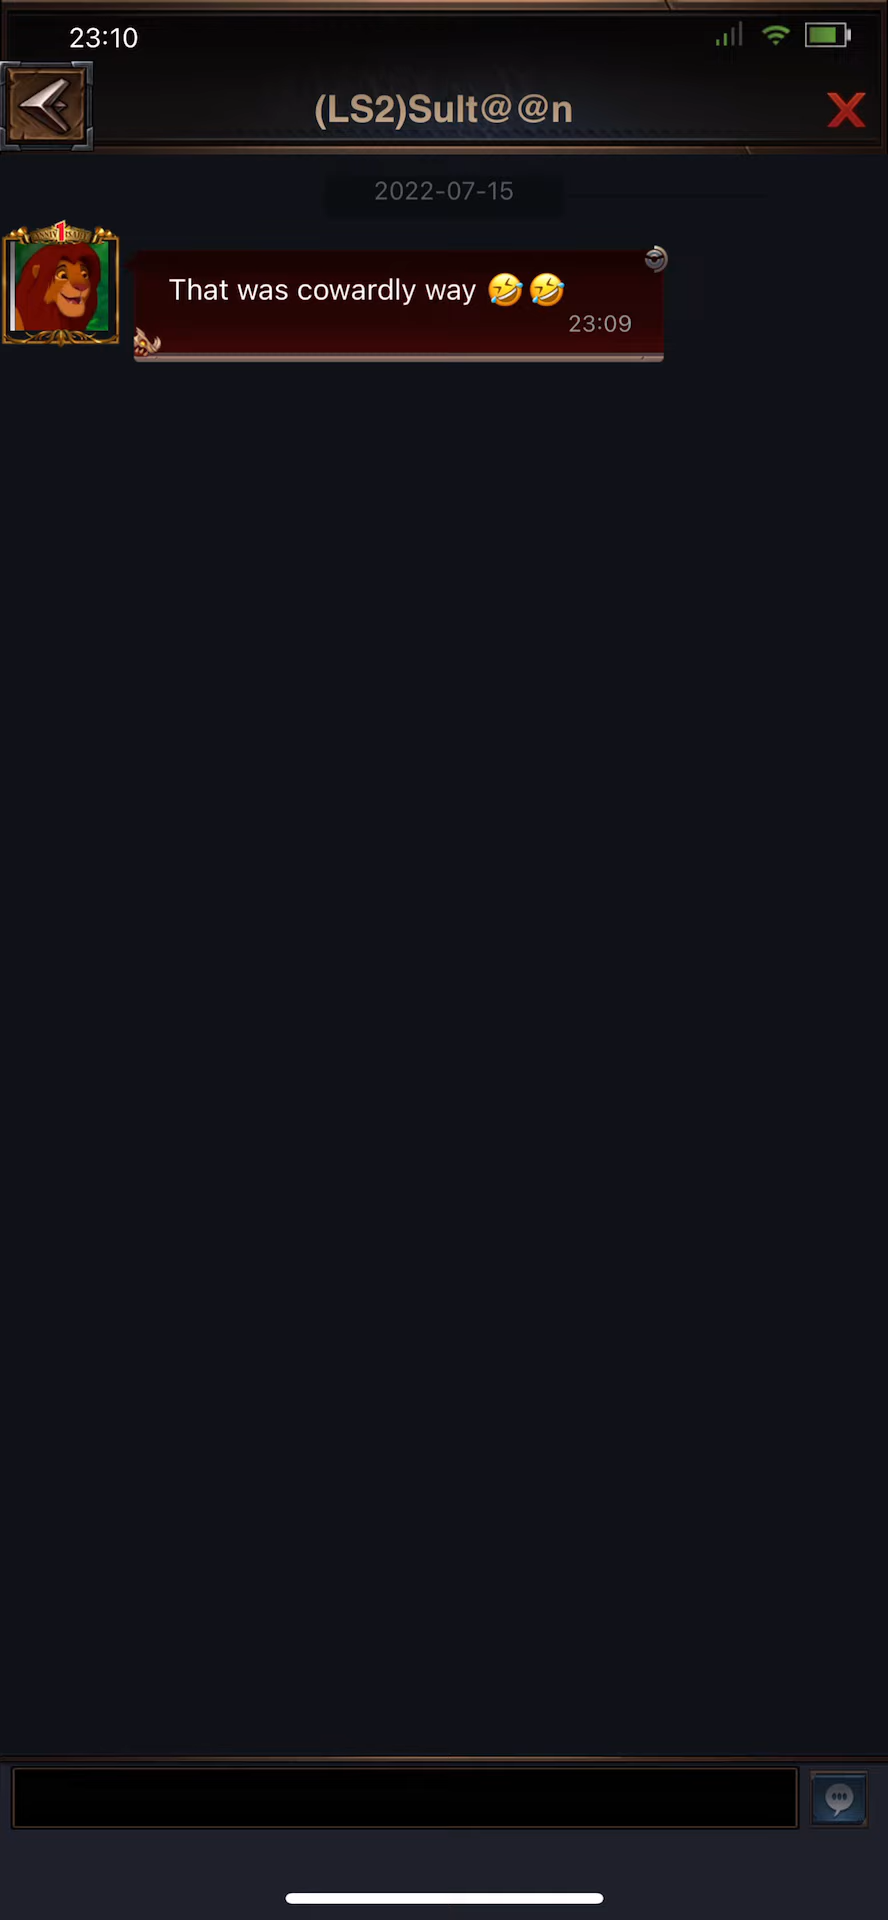 23:10
(LS2)Sult@@n
2022-07-15
That was cowardly way 🤣🤣
23:09